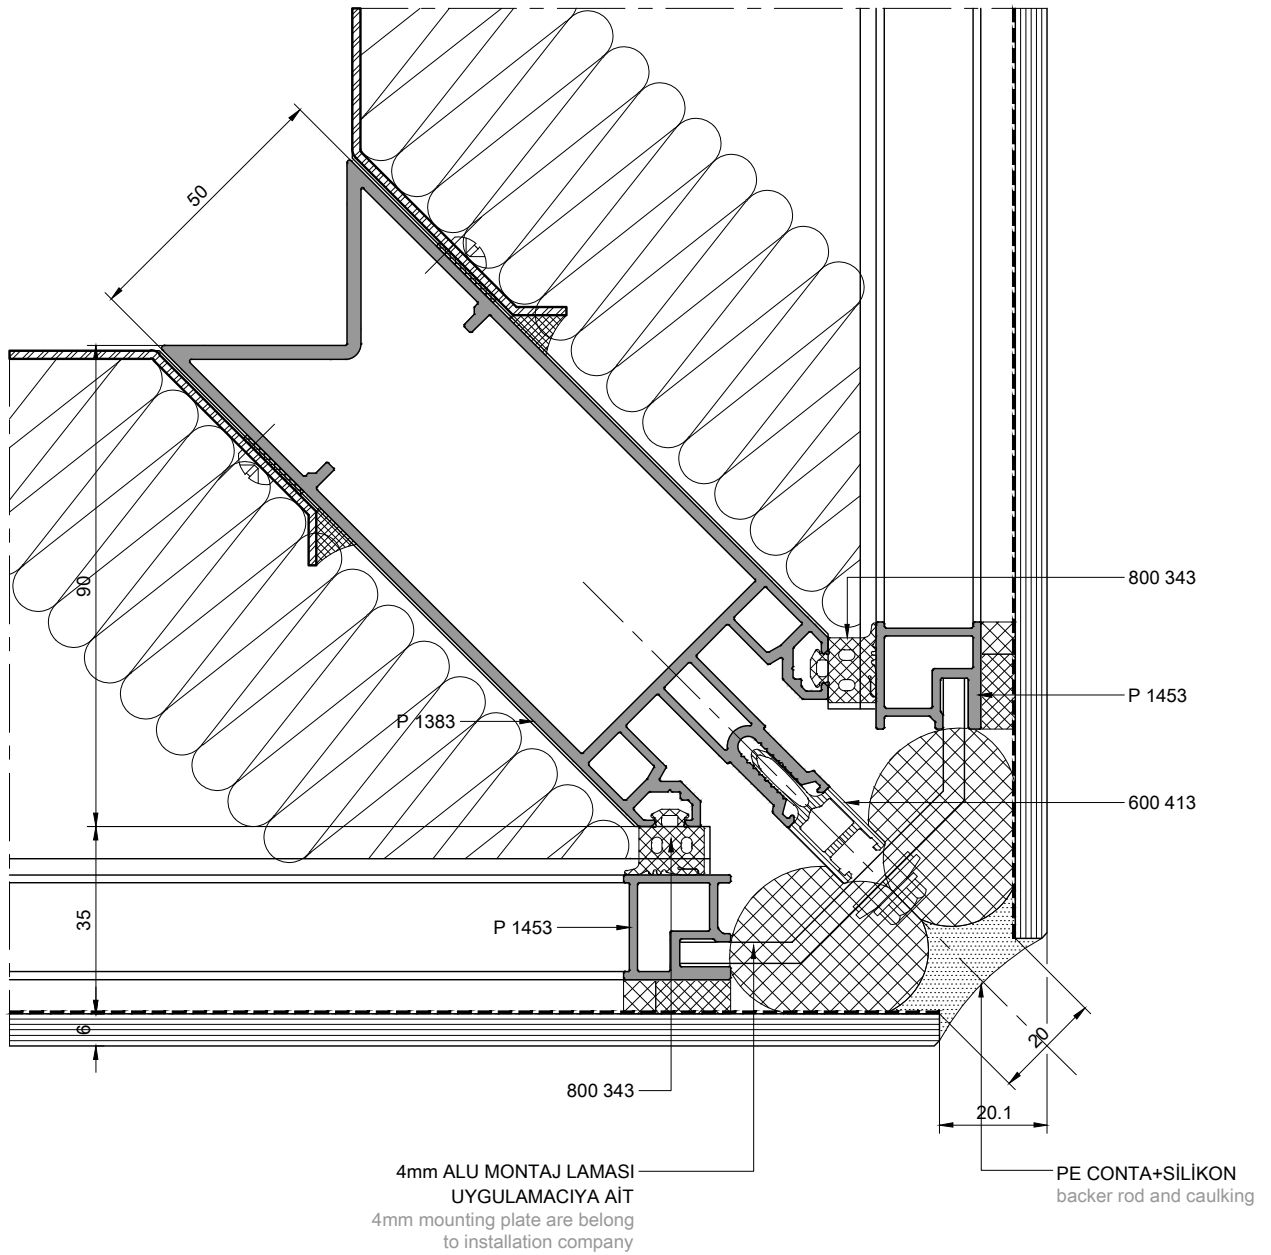 50
90
800 343
P 1453
P 1383
600 413
35
P 1453
6
20
800 343
20.1
4mm ALU MONTAJ LAMASI
UYGULAMACIYA AİT
4mm mounting plate are belong
to installation company
PE CONTA+SİLİKON
backer rod and caulking